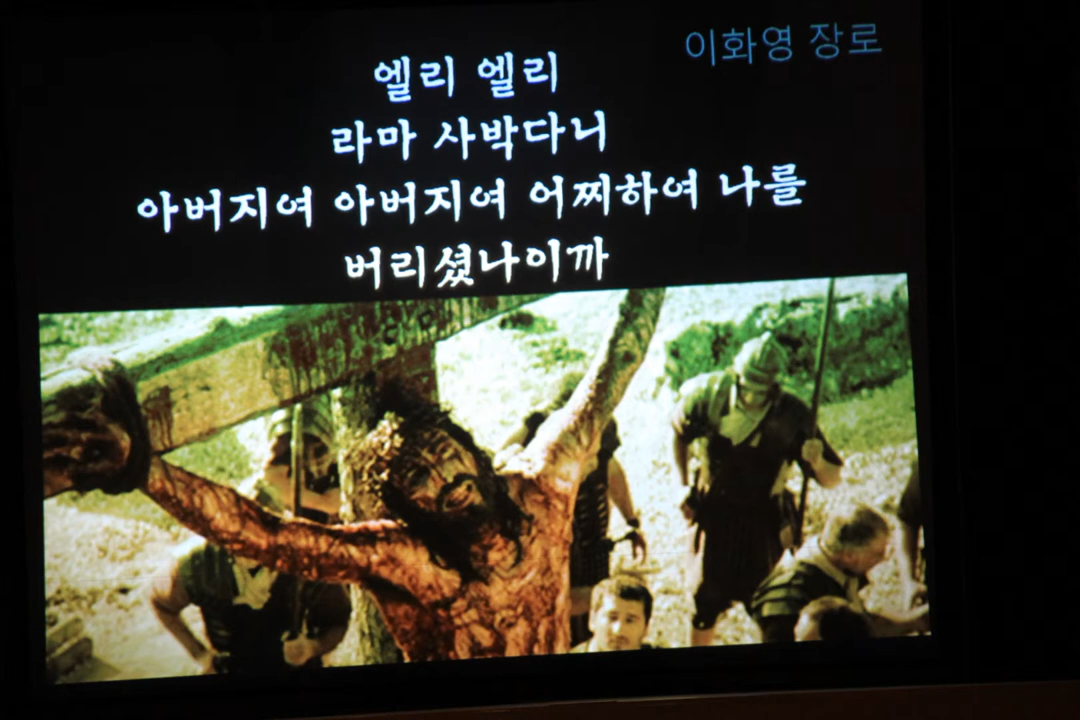 이화영 장로
엘리 엘리
라마 사박다니
아버지여 아버지여 어찌하여 나를
버리셨나이까